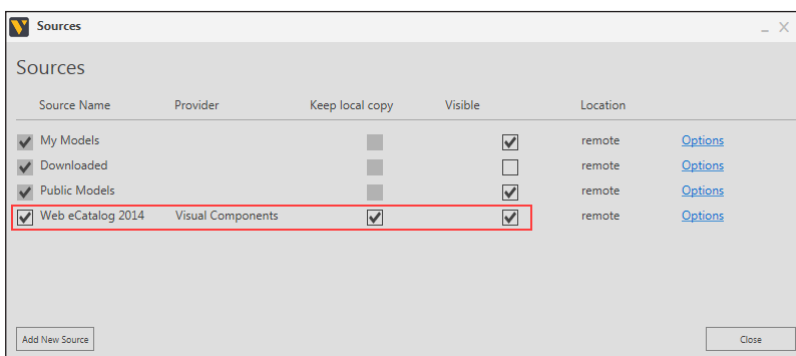 Sources
Sources
Source Name Provider Keep local copy Visible Location
My Models remote Options
Downloaded remote Options
Public Models remote Options
Web eCatalog 2014 Visual Components remote Options
Add New Source Close